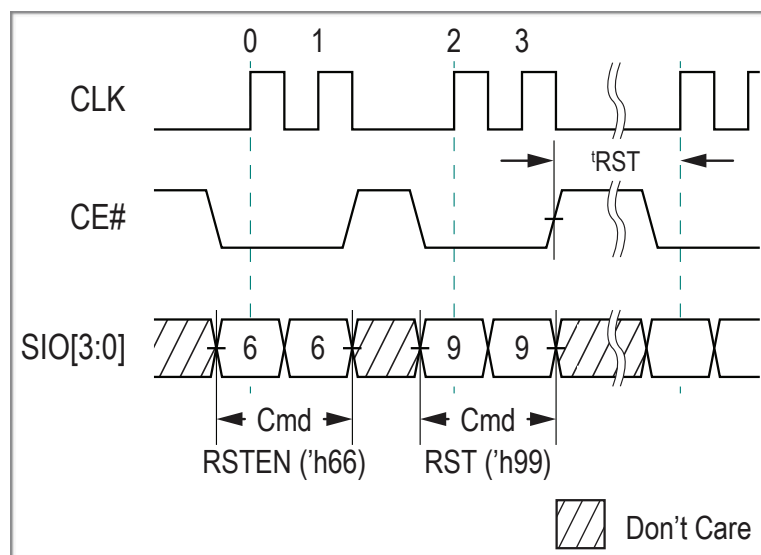 0 1 2 3
CLK
tRST
CE#
SIO[3:0] 6 6 9 9
Cmd Cmd
RSTEN ('h66) RST ('h99)
Don't Care